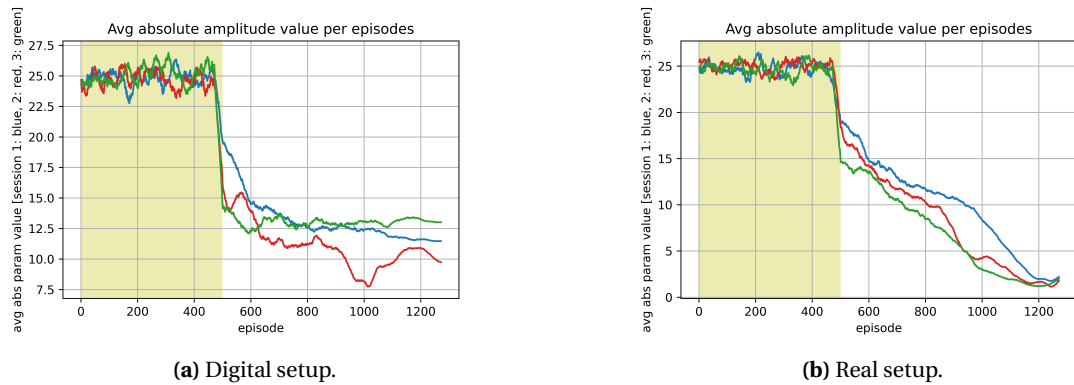 Avg absolute amplitude value per episodes
avg abs param value [session 1: blue, 2: red, 3: green]
27.5
25.0
22.5
20.0
17.5
15.0
12.5
10.0
7.5
0 200 400 600 800 1000 1200
episode
(a) Digital setup.
Avg absolute amplitude value per episodes
avg abs param value [session 1: blue, 2: red, 3: green]
25
20
15
10
5
0
0 200 400 600 800 1000 1200
episode
(b) Real setup.